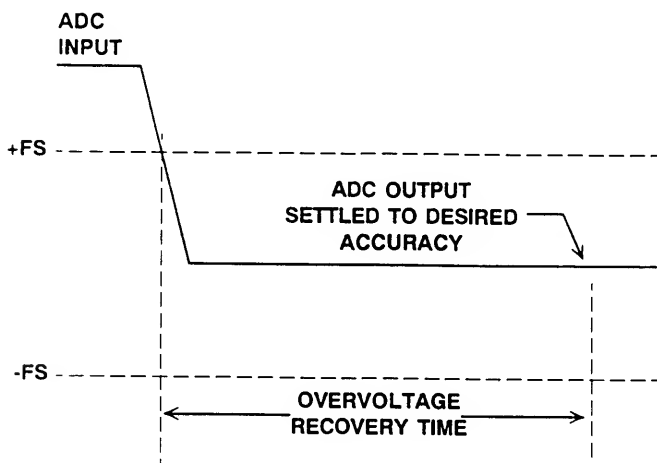 ADC
INPUT
+FS
ADC OUTPUT
SETTLED TO DESIRED
ACCURACY
-FS
OVERVOLTAGE
RECOVERY TIME